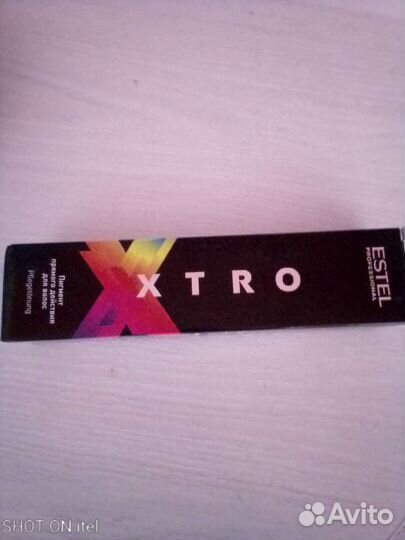 Пигмент
прямого действия
для волос
Pflegetönung
XTRO
ESTEL
PROFESSIONAL
SHOT ON itel
Avito